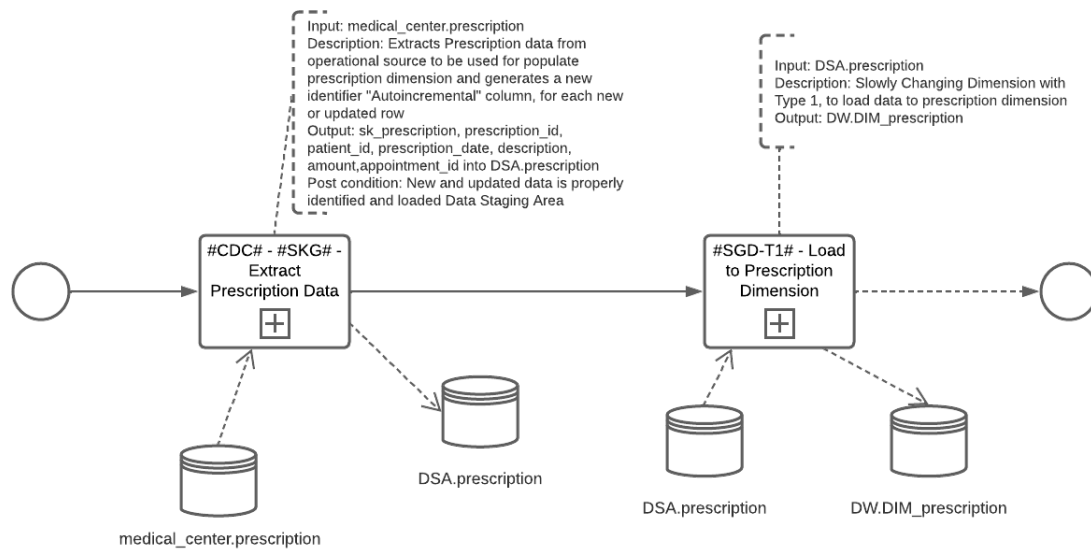 Input: medical_center.prescription
Description: Extracts Prescription data from
operational source to be used for populate
prescription dimension and generates a new
identifier "Autoincremental" column, for each new
or updated row
Output: sk_prescription, prescription_id,
patient_id, prescription_date, description,
amount,appointment_id into DSA.prescription
Post condition: New and updated data is properly
identified and loaded Data Staging Area
Input: DSA.prescription
Description: Slowly Changing Dimension with
Type 1, to load data to prescription dimension
Output: DW.DIM_prescription
#CDC# - #SKG# -
Extract
Prescription Data
#SGD-T1# - Load
to Prescription
Dimension
DSA.prescription
medical_center.prescription
DSA.prescription
DW.DIM_prescription